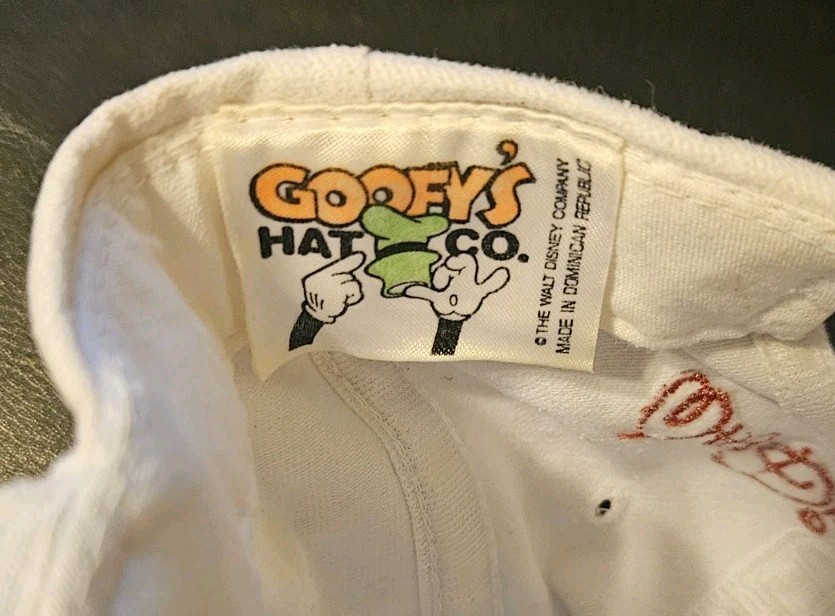 GOOFY'S
HAT CO.
© THE WALT DISNEY COMPANY
MADE IN DOMINICAN REPUBLIC